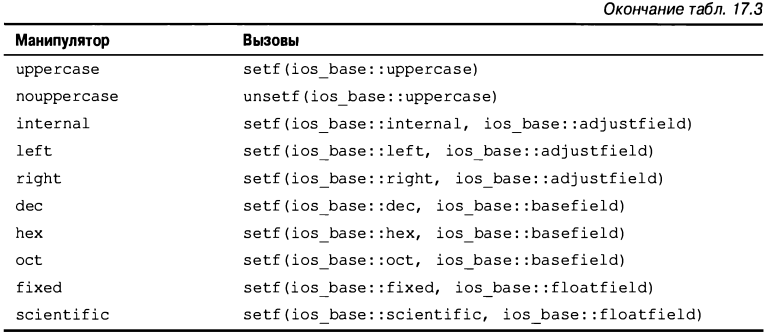 Окончание табл. 17.3
Манипулятор Вызовы
uppercase setf(ios_base::uppercase)
nouppercase unsetf(ios_base::uppercase)
internal setf(ios_base::internal, ios_base::adjustfield)
left setf(ios_base::left, ios_base::adjustfield)
right setf(ios_base::right, ios_base::adjustfield)
dec setf(ios_base::dec, ios_base::basefield)
hex setf(ios_base::hex, ios_base::basefield)
oct setf(ios_base::oct, ios_base::basefield)
fixed setf(ios_base::fixed, ios_base::floatfield)
scientific setf(ios_base::scientific, ios_base::floatfield)